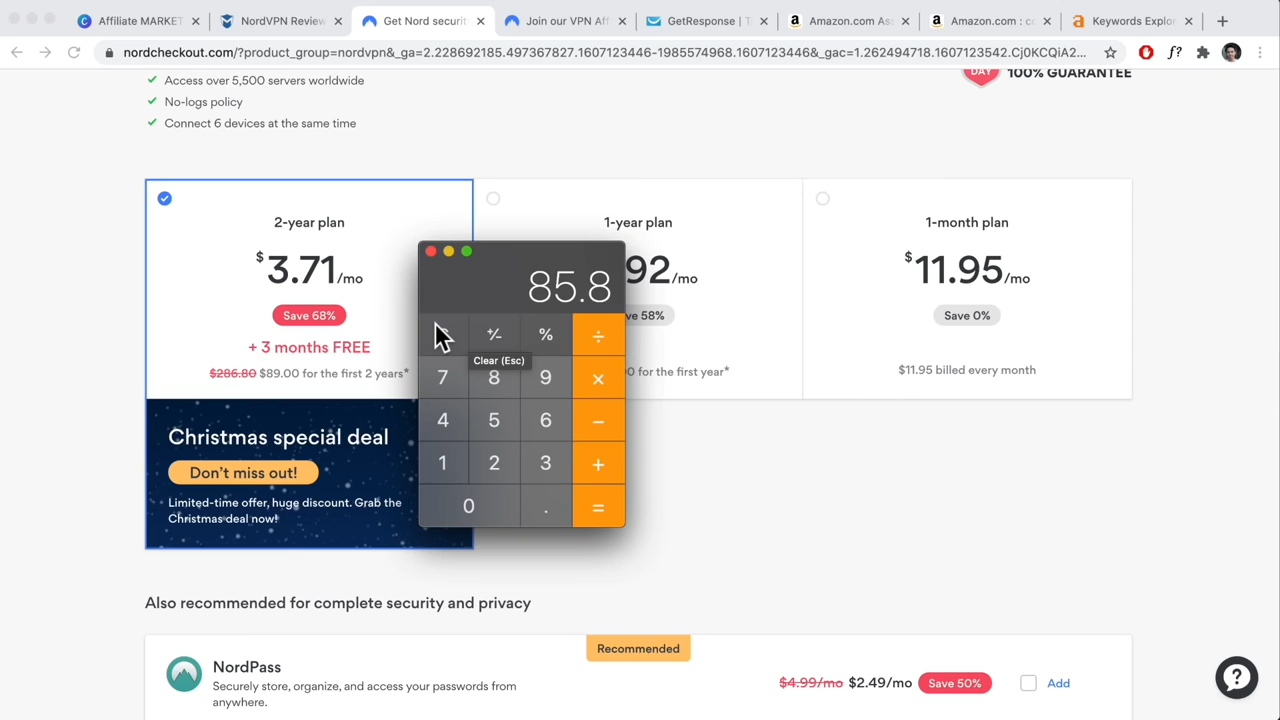 Affiliate MARKET
NordVPN Review
Get Nord securit
Join our VPN Aff
GetResponse | T
Amazon.com Ass
Amazon.com : co
Keywords Explor
nordcheckout.com/?product_group=nordvpn&_ga=2.228692185.497367827.1607123446-1985574968.1607123446&_gac=1.262494718.1607123542.Cj0KCQiA2...
f?
Access over 5,500 servers worldwide
No-logs policy
Connect 6 devices at the same time
DAY
100% GUARANTEE
2-year plan
$3.71/mo
Save 68%
+ 3 months FREE
$286.80 $89.00 for the first 2 years*
Christmas special deal
Don't miss out!
Limited-time offer, huge discount. Grab the
Christmas deal now!
1-year plan
92/mo
ve 58%
0 for the first year*
1-month plan
$11.95/mo
Save 0%
$11.95 billed every month
85.8
+/- % ÷
Clear (Esc)
7 8 9 ×
4 5 6 −
1 2 3 +
0 . =
Also recommended for complete security and privacy
Recommended
NordPass
Securely store, organize, and access your passwords from
anywhere.
$4.99/mo $2.49/mo Save 50% Add